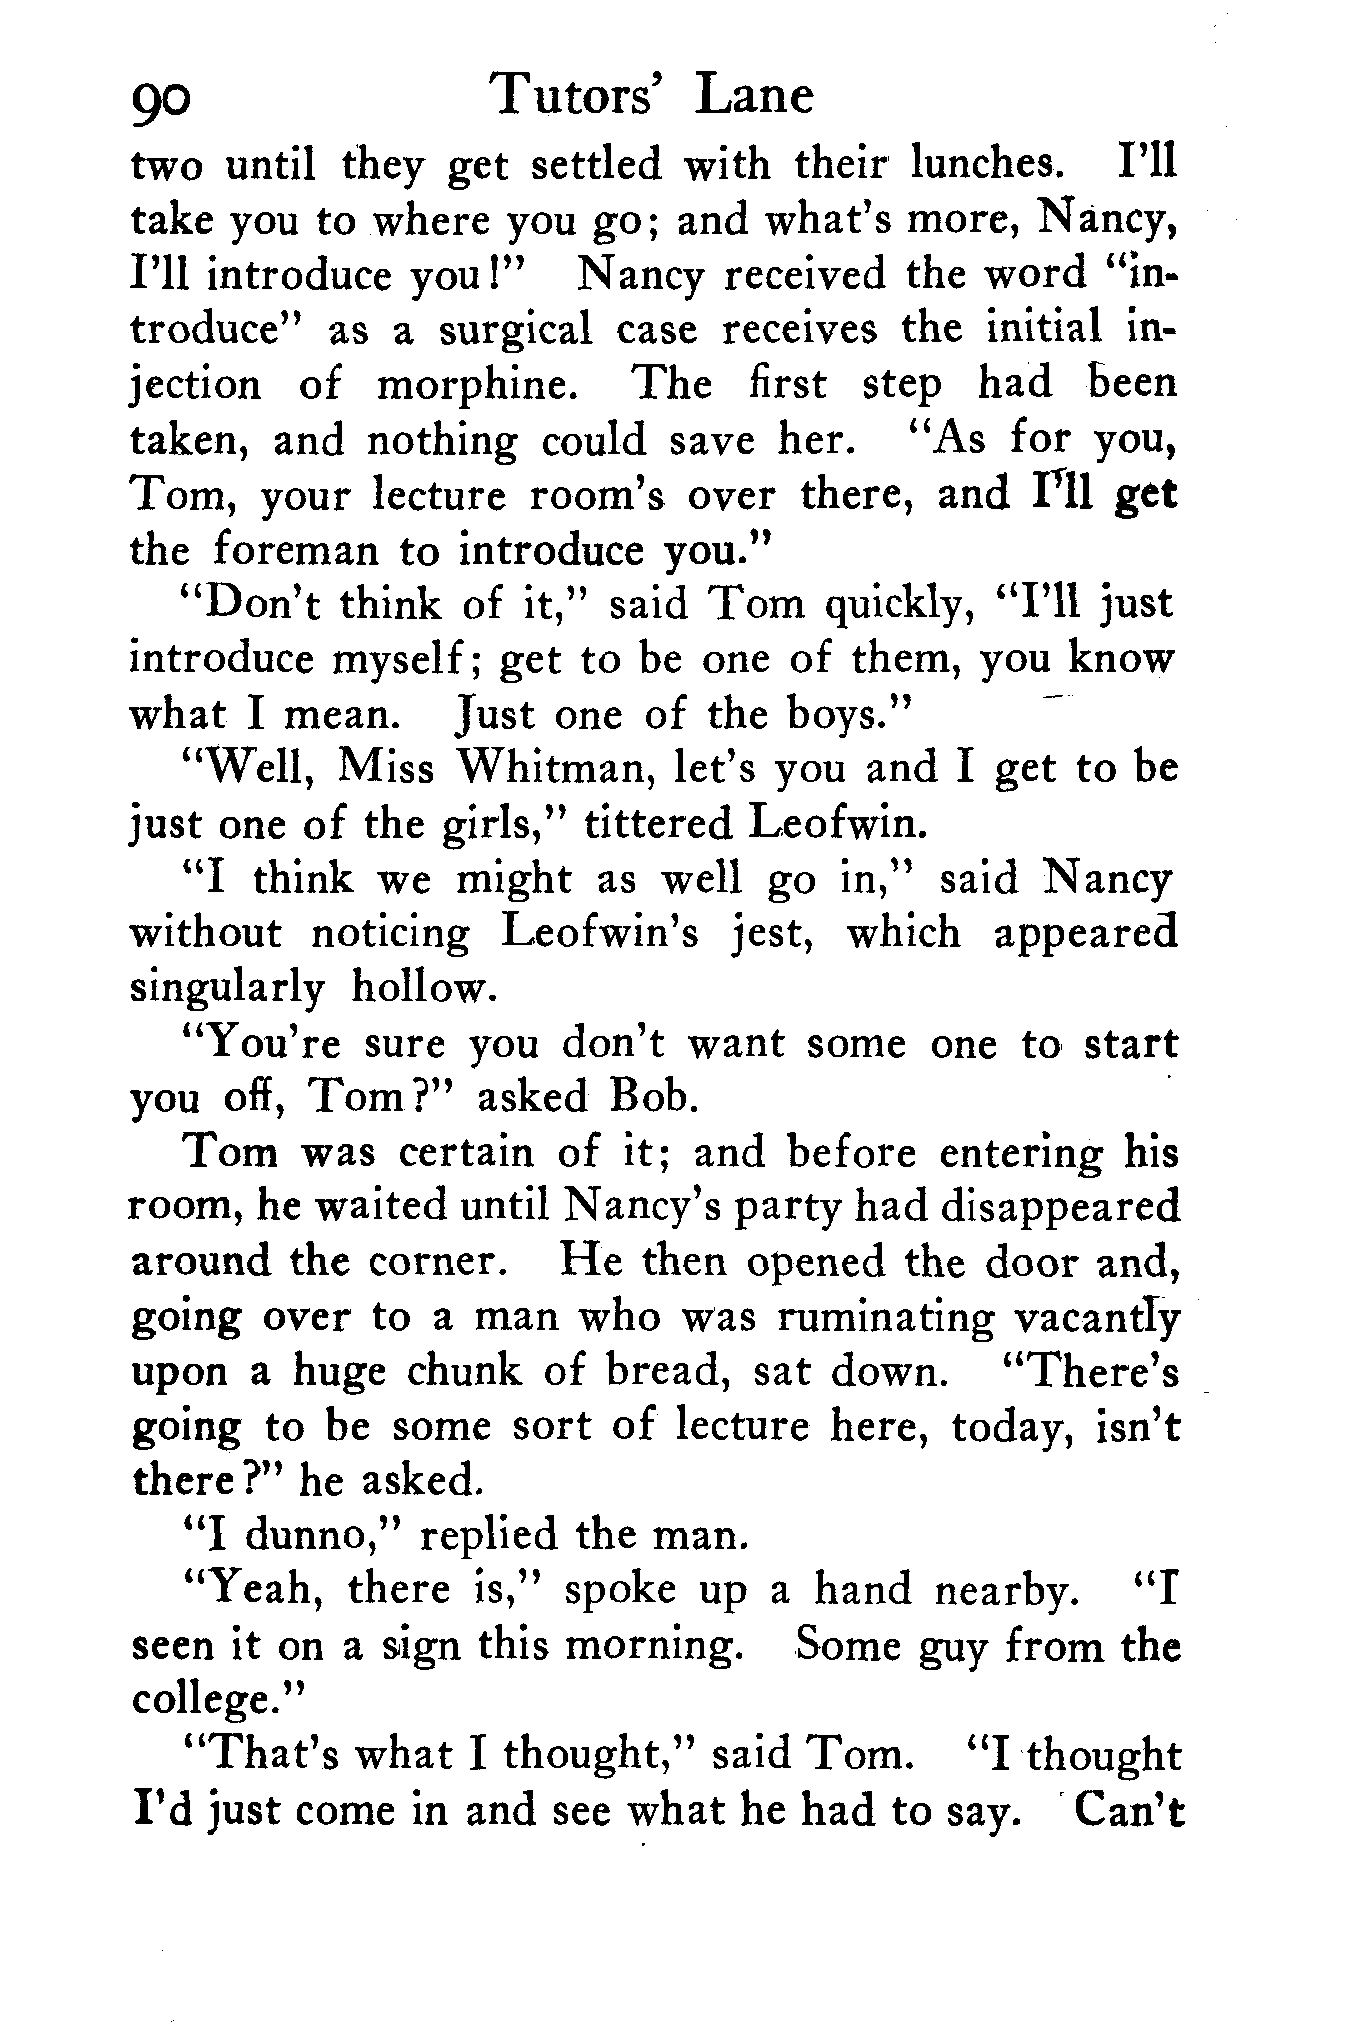 90 Tutors' Lane
two until they get settled with their lunches. I'll
take you to where you go; and what's more, Nancy,
I'll introduce you!" Nancy received the word "in-
troduce" as a surgical case receives the initial in-
jection of morphine. The first step had been
taken, and nothing could save her. "As for you,
Tom, your lecture room's over there, and I'll get
the foreman to introduce you."
"Don't think of it," said Tom quickly, "I'll just
introduce myself; get to be one of them, you know
what I mean. Just one of the boys."
"Well, Miss Whitman, let's you and I get to be
just one of the girls," tittered Leofwin.
"I think we might as well go in," said Nancy
without noticing Leofwin's jest, which appeared
singularly hollow.
"You're sure you don't want some one to start
you off, Tom?" asked Bob.
Tom was certain of it; and before entering his
room, he waited until Nancy's party had disappeared
around the corner. He then opened the door and,
going over to a man who was ruminating vacantly
upon a huge chunk of bread, sat down. "There's
going to be some sort of lecture here, today, isn't
there?" he asked.
"I dunno," replied the man.
"Yeah, there is," spoke up a hand nearby. "I
seen it on a sign this morning. Some guy from the
college."
"That's what I thought," said Tom. "I thought
I'd just come in and see what he had to say. Can't